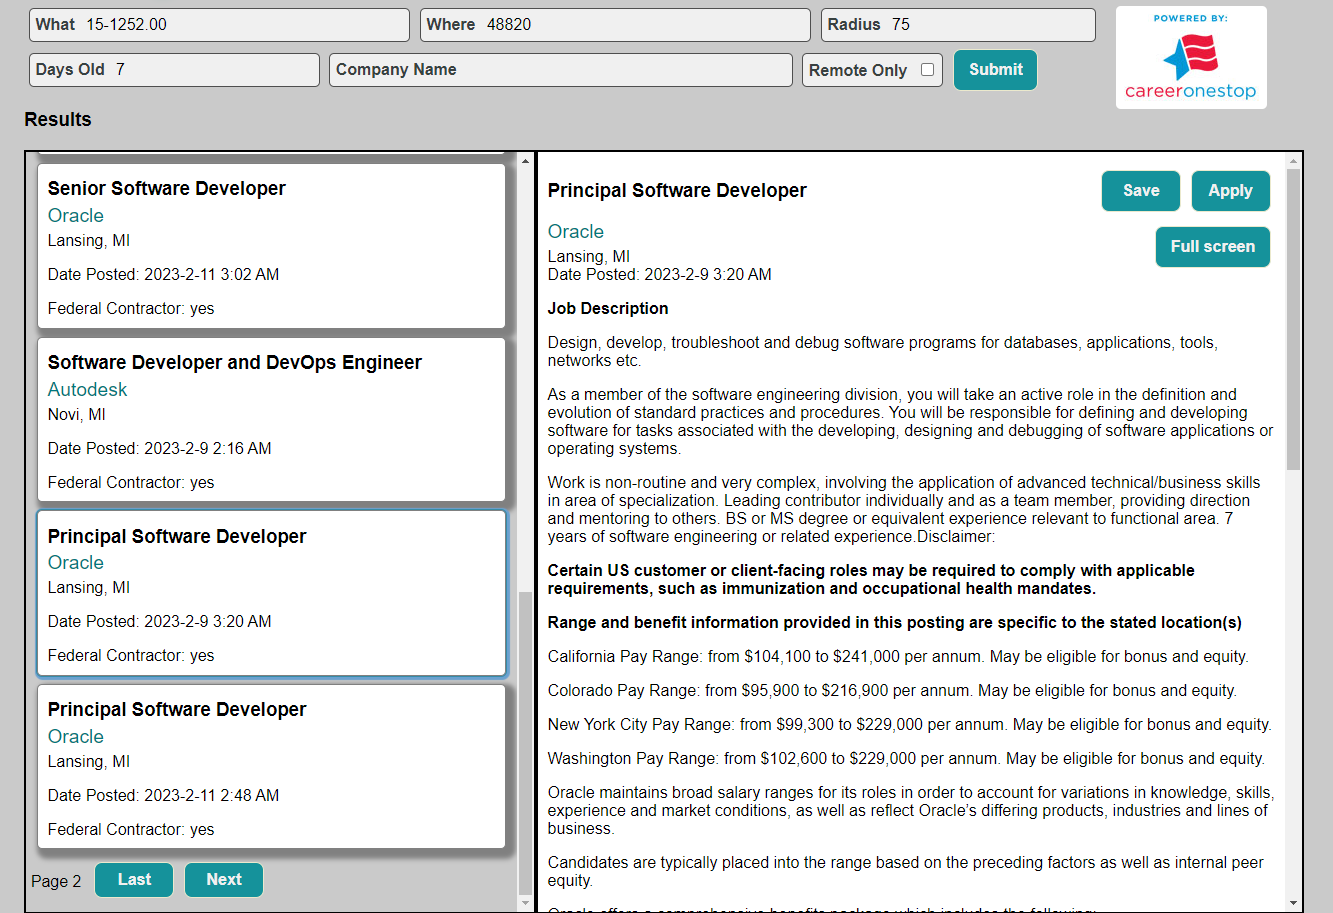 What 15-1252.00
Where 48820
Radius 75
Days Old 7
Company Name
Remote Only
Submit
POWERED BY:
careeronestop
Results
Senior Software Developer
Oracle
Lansing, MI
Date Posted: 2023-2-11 3:02 AM
Federal Contractor: yes
Software Developer and DevOps Engineer
Autodesk
Novi, MI
Date Posted: 2023-2-9 2:16 AM
Federal Contractor: yes
Principal Software Developer
Oracle
Lansing, MI
Date Posted: 2023-2-9 3:20 AM
Federal Contractor: yes
Principal Software Developer
Oracle
Lansing, MI
Date Posted: 2023-2-11 2:48 AM
Federal Contractor: yes
Page 2
Last
Next
Principal Software Developer
Save
Apply
Full screen
Oracle
Lansing, MI
Date Posted: 2023-2-9 3:20 AM
Job Description
Design, develop, troubleshoot and debug software programs for databases, applications, tools,
networks etc.
As a member of the software engineering division, you will take an active role in the definition and
evolution of standard practices and procedures. You will be responsible for defining and developing
software for tasks associated with the developing, designing and debugging of software applications or
operating systems.
Work is non-routine and very complex, involving the application of advanced technical/business skills
in area of specialization. Leading contributor individually and as a team member, providing direction
and mentoring to others. BS or MS degree or equivalent experience relevant to functional area. 7
years of software engineering or related experience.Disclaimer:
Certain US customer or client-facing roles may be required to comply with applicable
requirements, such as immunization and occupational health mandates.
Range and benefit information provided in this posting are specific to the stated location(s)
California Pay Range: from $104,100 to $241,000 per annum. May be eligible for bonus and equity.
Colorado Pay Range: from $95,900 to $216,900 per annum. May be eligible for bonus and equity.
New York City Pay Range: from $99,300 to $229,000 per annum. May be eligible for bonus and equity.
Washington Pay Range: from $102,600 to $229,000 per annum. May be eligible for bonus and equity.
Oracle maintains broad salary ranges for its roles in order to account for variations in knowledge, skills,
experience and market conditions, as well as reflect Oracle's differing products, industries and lines of
business.
Candidates are typically placed into the range based on the preceding factors as well as internal peer
equity.
Oracle offers a comprehensive benefits package which includes the following: